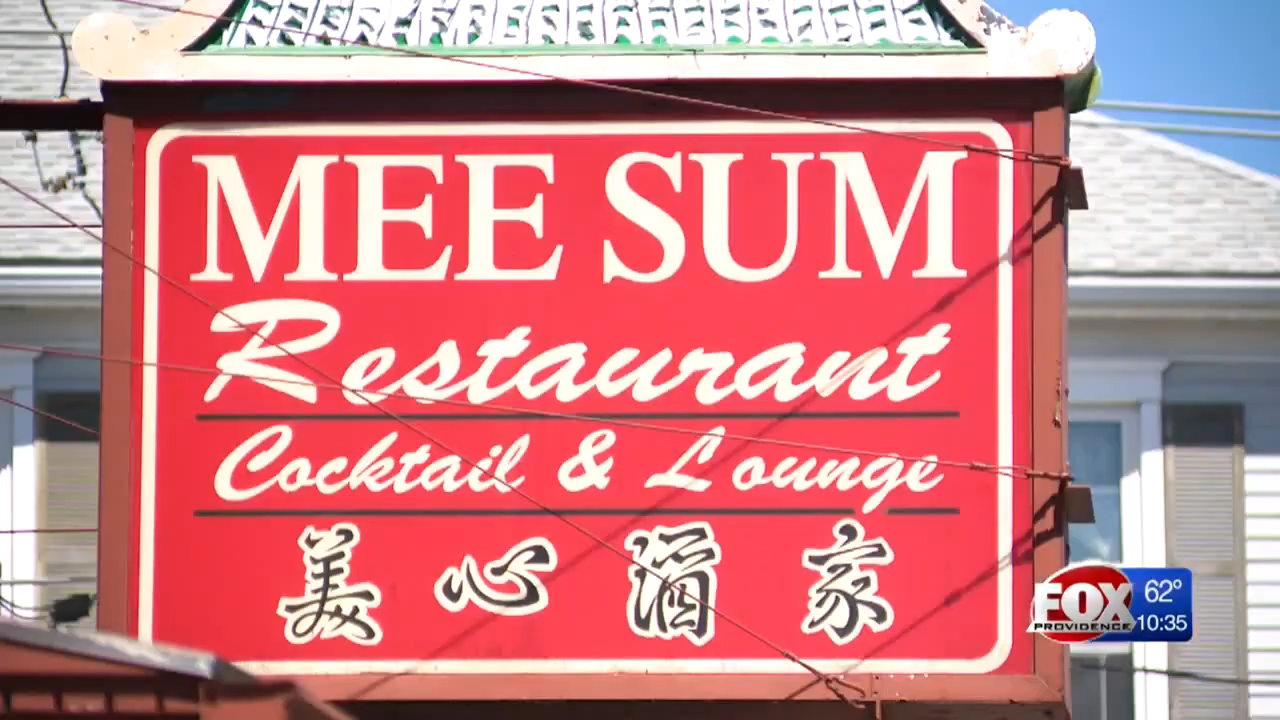 MEE SUM
Restaurant
Cocktail & Lounge
美心酒家
FOX
PROVIDENCE
62°
10:35